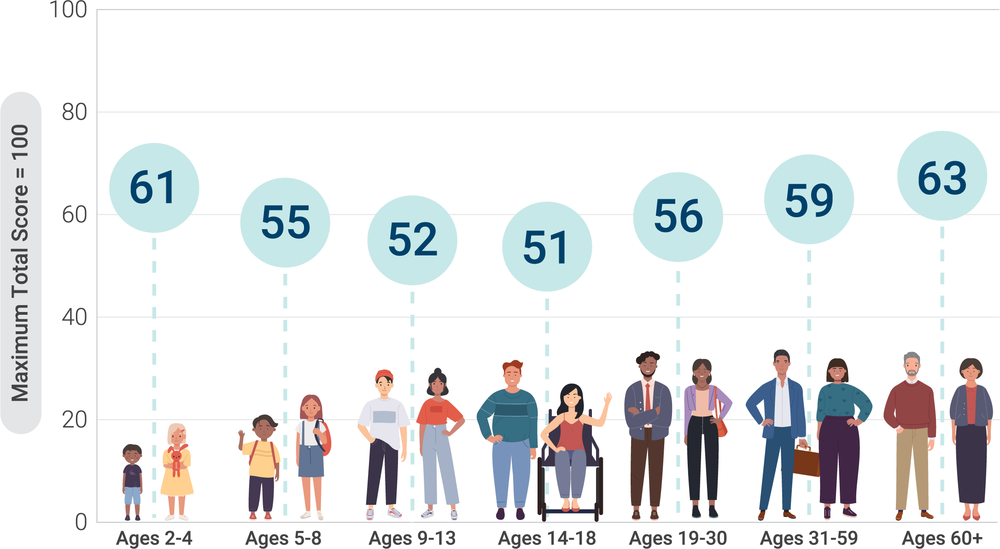 Maximum Total Score = 100
100
80
60
40
20
0
61
55
52
51
56
59
63
Ages 2-4
Ages 5-8
Ages 9-13
Ages 14-18
Ages 19-30
Ages 31-59
Ages 60+